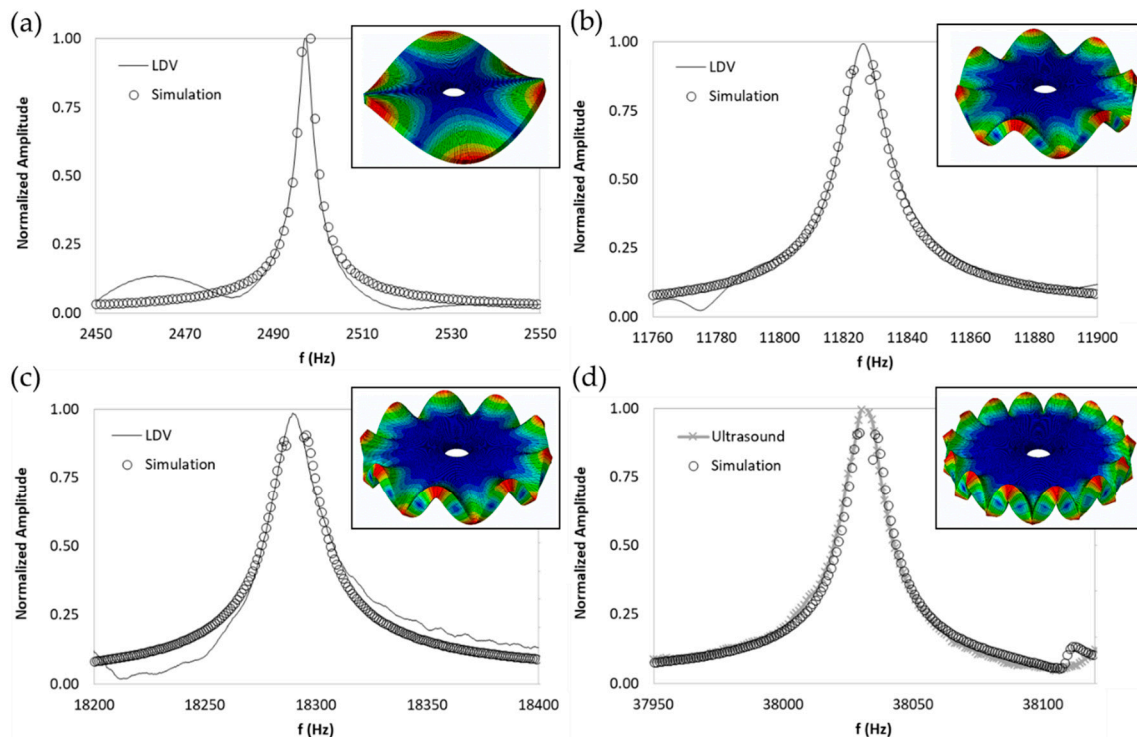 (a)
1.00
0.75
0.50
0.25
0.00
Normalized Amplitude
LDV
Simulation
2450
2470
2490
2510
2530
2550
f (Hz)
(b)
1.00
0.75
0.50
0.25
0.00
Normalized Amplitude
LDV
Simulation
11760
11780
11800
11820
11840
11860
11880
11900
f (Hz)
(c)
1.00
0.75
0.50
0.25
0.00
Normalized Amplitude
LDV
Simulation
18200
18250
18300
18350
18400
f (Hz)
(d)
1.00
0.75
0.50
0.25
0.00
Normalized Amplitude
Ultrasound
Simulation
37950
38000
38050
38100
f (Hz)